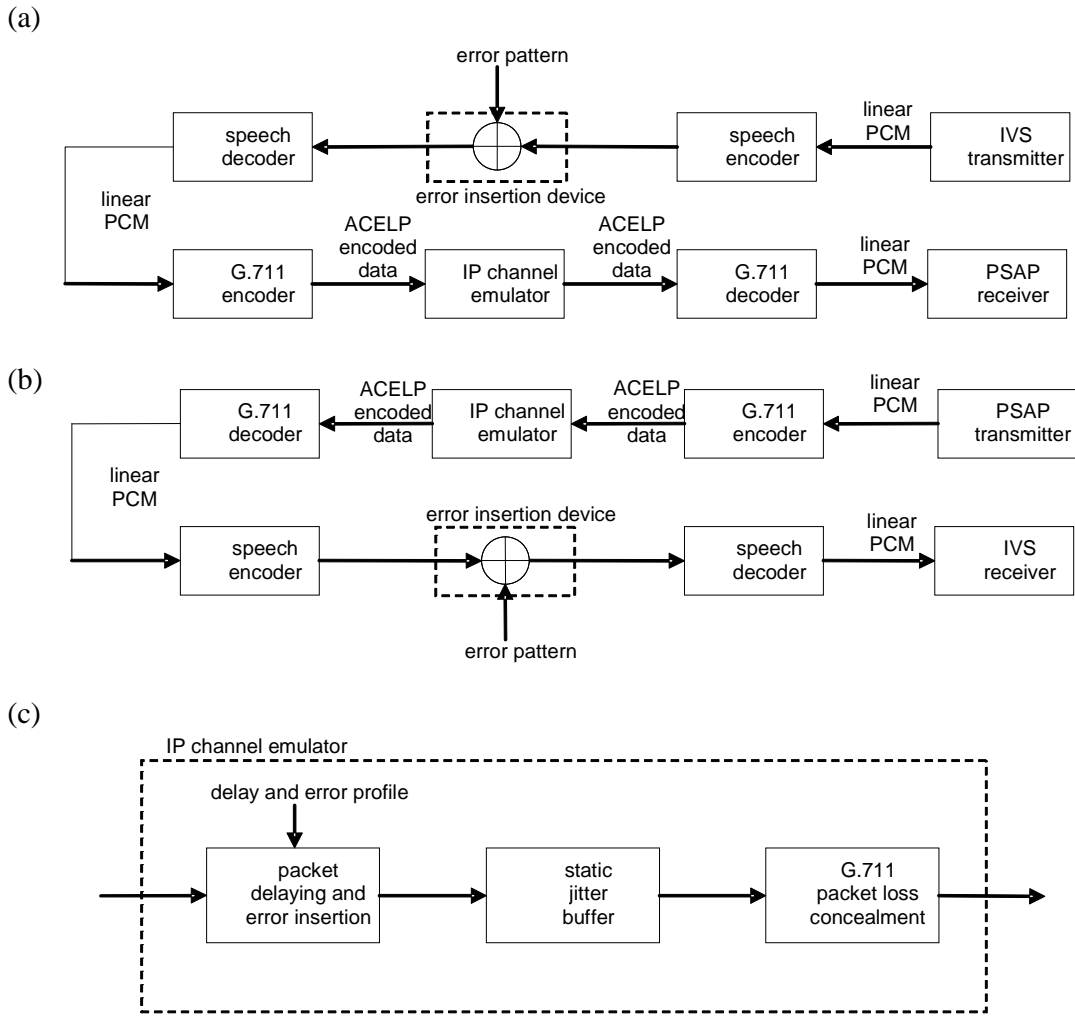 (a)
error pattern
speech
decoder
error insertion device
speech
encoder
linear
PCM
IVS
transmitter
linear
PCM
G.711
encoder
ACELP
encoded
data
IP channel
emulator
ACELP
encoded
data
G.711
decoder
linear
PCM
PSAP
receiver
(b)
G.711
decoder
ACELP
encoded
data
IP channel
emulator
ACELP
encoded
data
G.711
encoder
linear
PCM
PSAP
transmitter
linear
PCM
speech
encoder
error insertion device
error pattern
speech
decoder
linear
PCM
IVS
receiver
(c)
IP channel emulator
delay and error profile
packet
delaying and
error insertion
static
jitter
buffer
G.711
packet loss
concealment